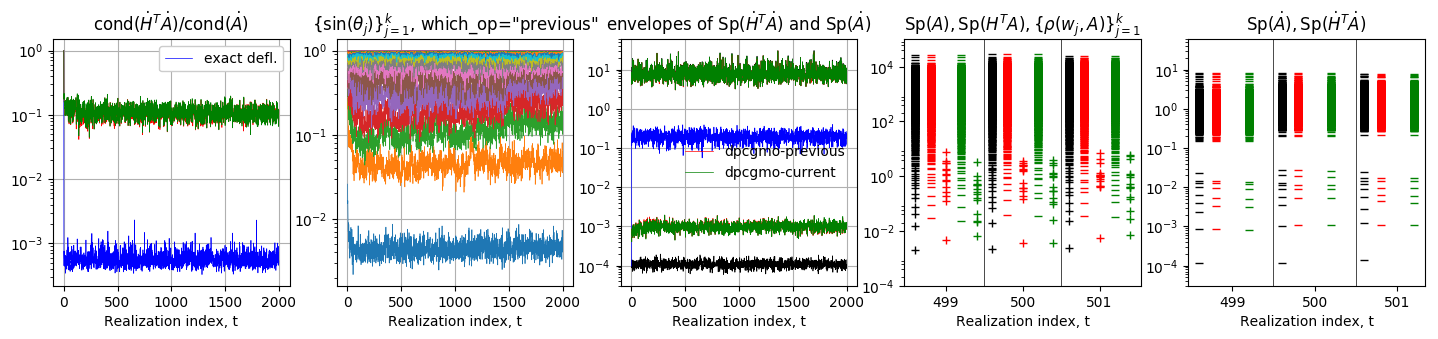 cond(Ḣ^TȦ)/cond(Ȧ)
10^0
10^{-1}
10^{-2}
10^{-3}
exact defl.
0 500 1000 1500 2000
Realization index, t
{sin(θ_j)}_{j=1}^k, which_op="previous"
10^0
10^{-1}
10^{-2}
0 500 1000 1500 2000
Realization index, t
envelopes of Sp(Ḣ^TȦ) and Sp(Ȧ)
10^1
10^0
10^{-1}
10^{-2}
10^{-3}
10^{-4}
dpcgmo-previous
dpcgmo-current
0 500 1000 1500 2000
Realization index, t
Sp(A), Sp(H^TA), {ρ(w_j, A)}_{j=1}^k
10^4
10^2
10^0
10^{-2}
10^{-4}
499 500 501
Realization index, t
Sp(Ȧ), Sp(Ḣ^TȦ)
10^1
10^0
10^{-1}
10^{-2}
10^{-3}
10^{-4}
499 500 501
Realization index, t